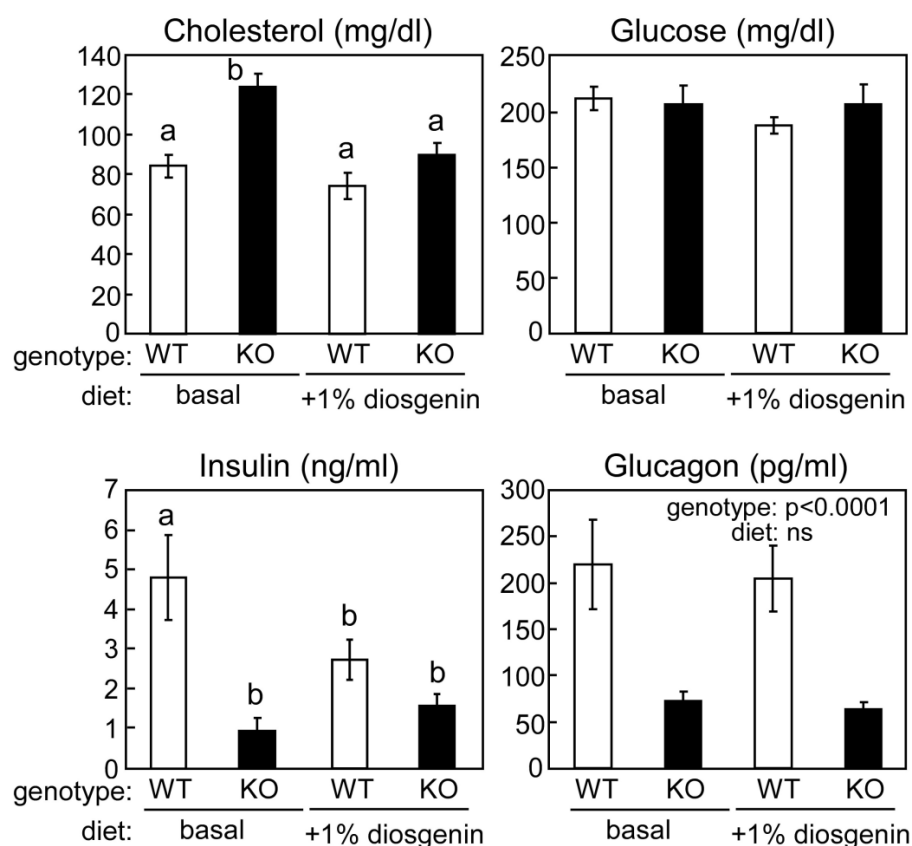 Cholesterol (mg/dl)
140
120
100
80
60
40
20
0
a
b
a
a
genotype: WT KO WT KO
diet: basal +1% diosgenin
Glucose (mg/dl)
250
200
150
100
50
0
WT KO WT KO
basal +1% diosgenin
Insulin (ng/ml)
7
6
5
4
3
2
1
0
a
b
b
b
genotype: WT KO WT KO
diet: basal +1% diosgenin
Glucagon (pg/ml)
300
250
200
150
100
50
0
genotype: p<0.0001
diet: ns
WT KO WT KO
basal +1% diosgenin